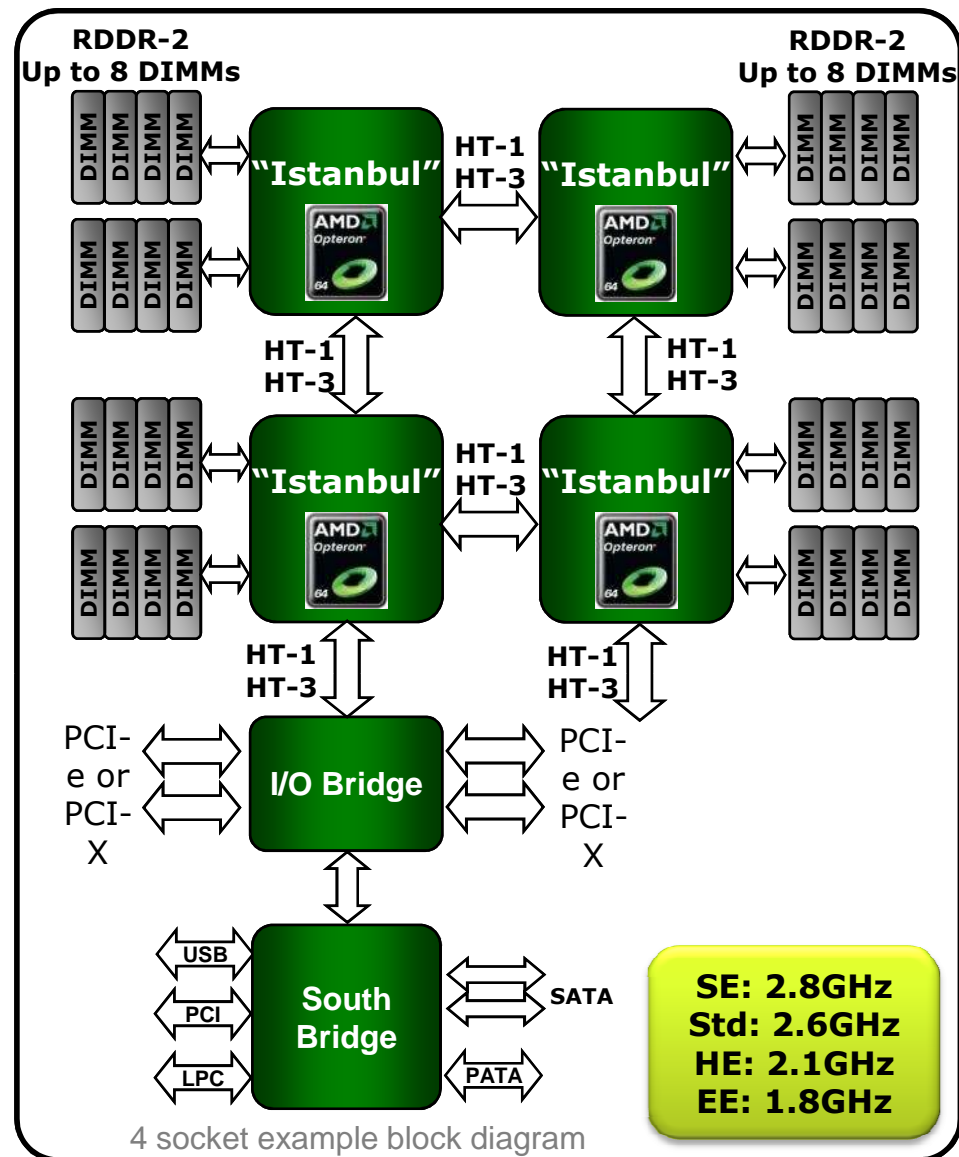 RDDR-2
Up to 8 DIMMs
RDDR-2
Up to 8 DIMMs
DIMM DIMM DIMM DIMM
DIMM DIMM DIMM DIMM
"Istanbul"
AMD
Opteron
64
HT-1
HT-3
"Istanbul"
AMD
Opteron
64
DIMM DIMM DIMM DIMM
DIMM DIMM DIMM DIMM
HT-1
HT-3
HT-1
HT-3
DIMM DIMM DIMM DIMM
DIMM DIMM DIMM DIMM
"Istanbul"
AMD
Opteron
64
HT-1
HT-3
"Istanbul"
AMD
Opteron
64
DIMM DIMM DIMM DIMM
DIMM DIMM DIMM DIMM
HT-1
HT-3
HT-1
HT-3
PCI-
e or
PCI-
X
I/O Bridge
PCI-
e or
PCI-
X
USB
PCI
LPC
South
Bridge
SATA
PATA
SE: 2.8GHz
Std: 2.6GHz
HE: 2.1GHz
EE: 1.8GHz
4 socket example block diagram